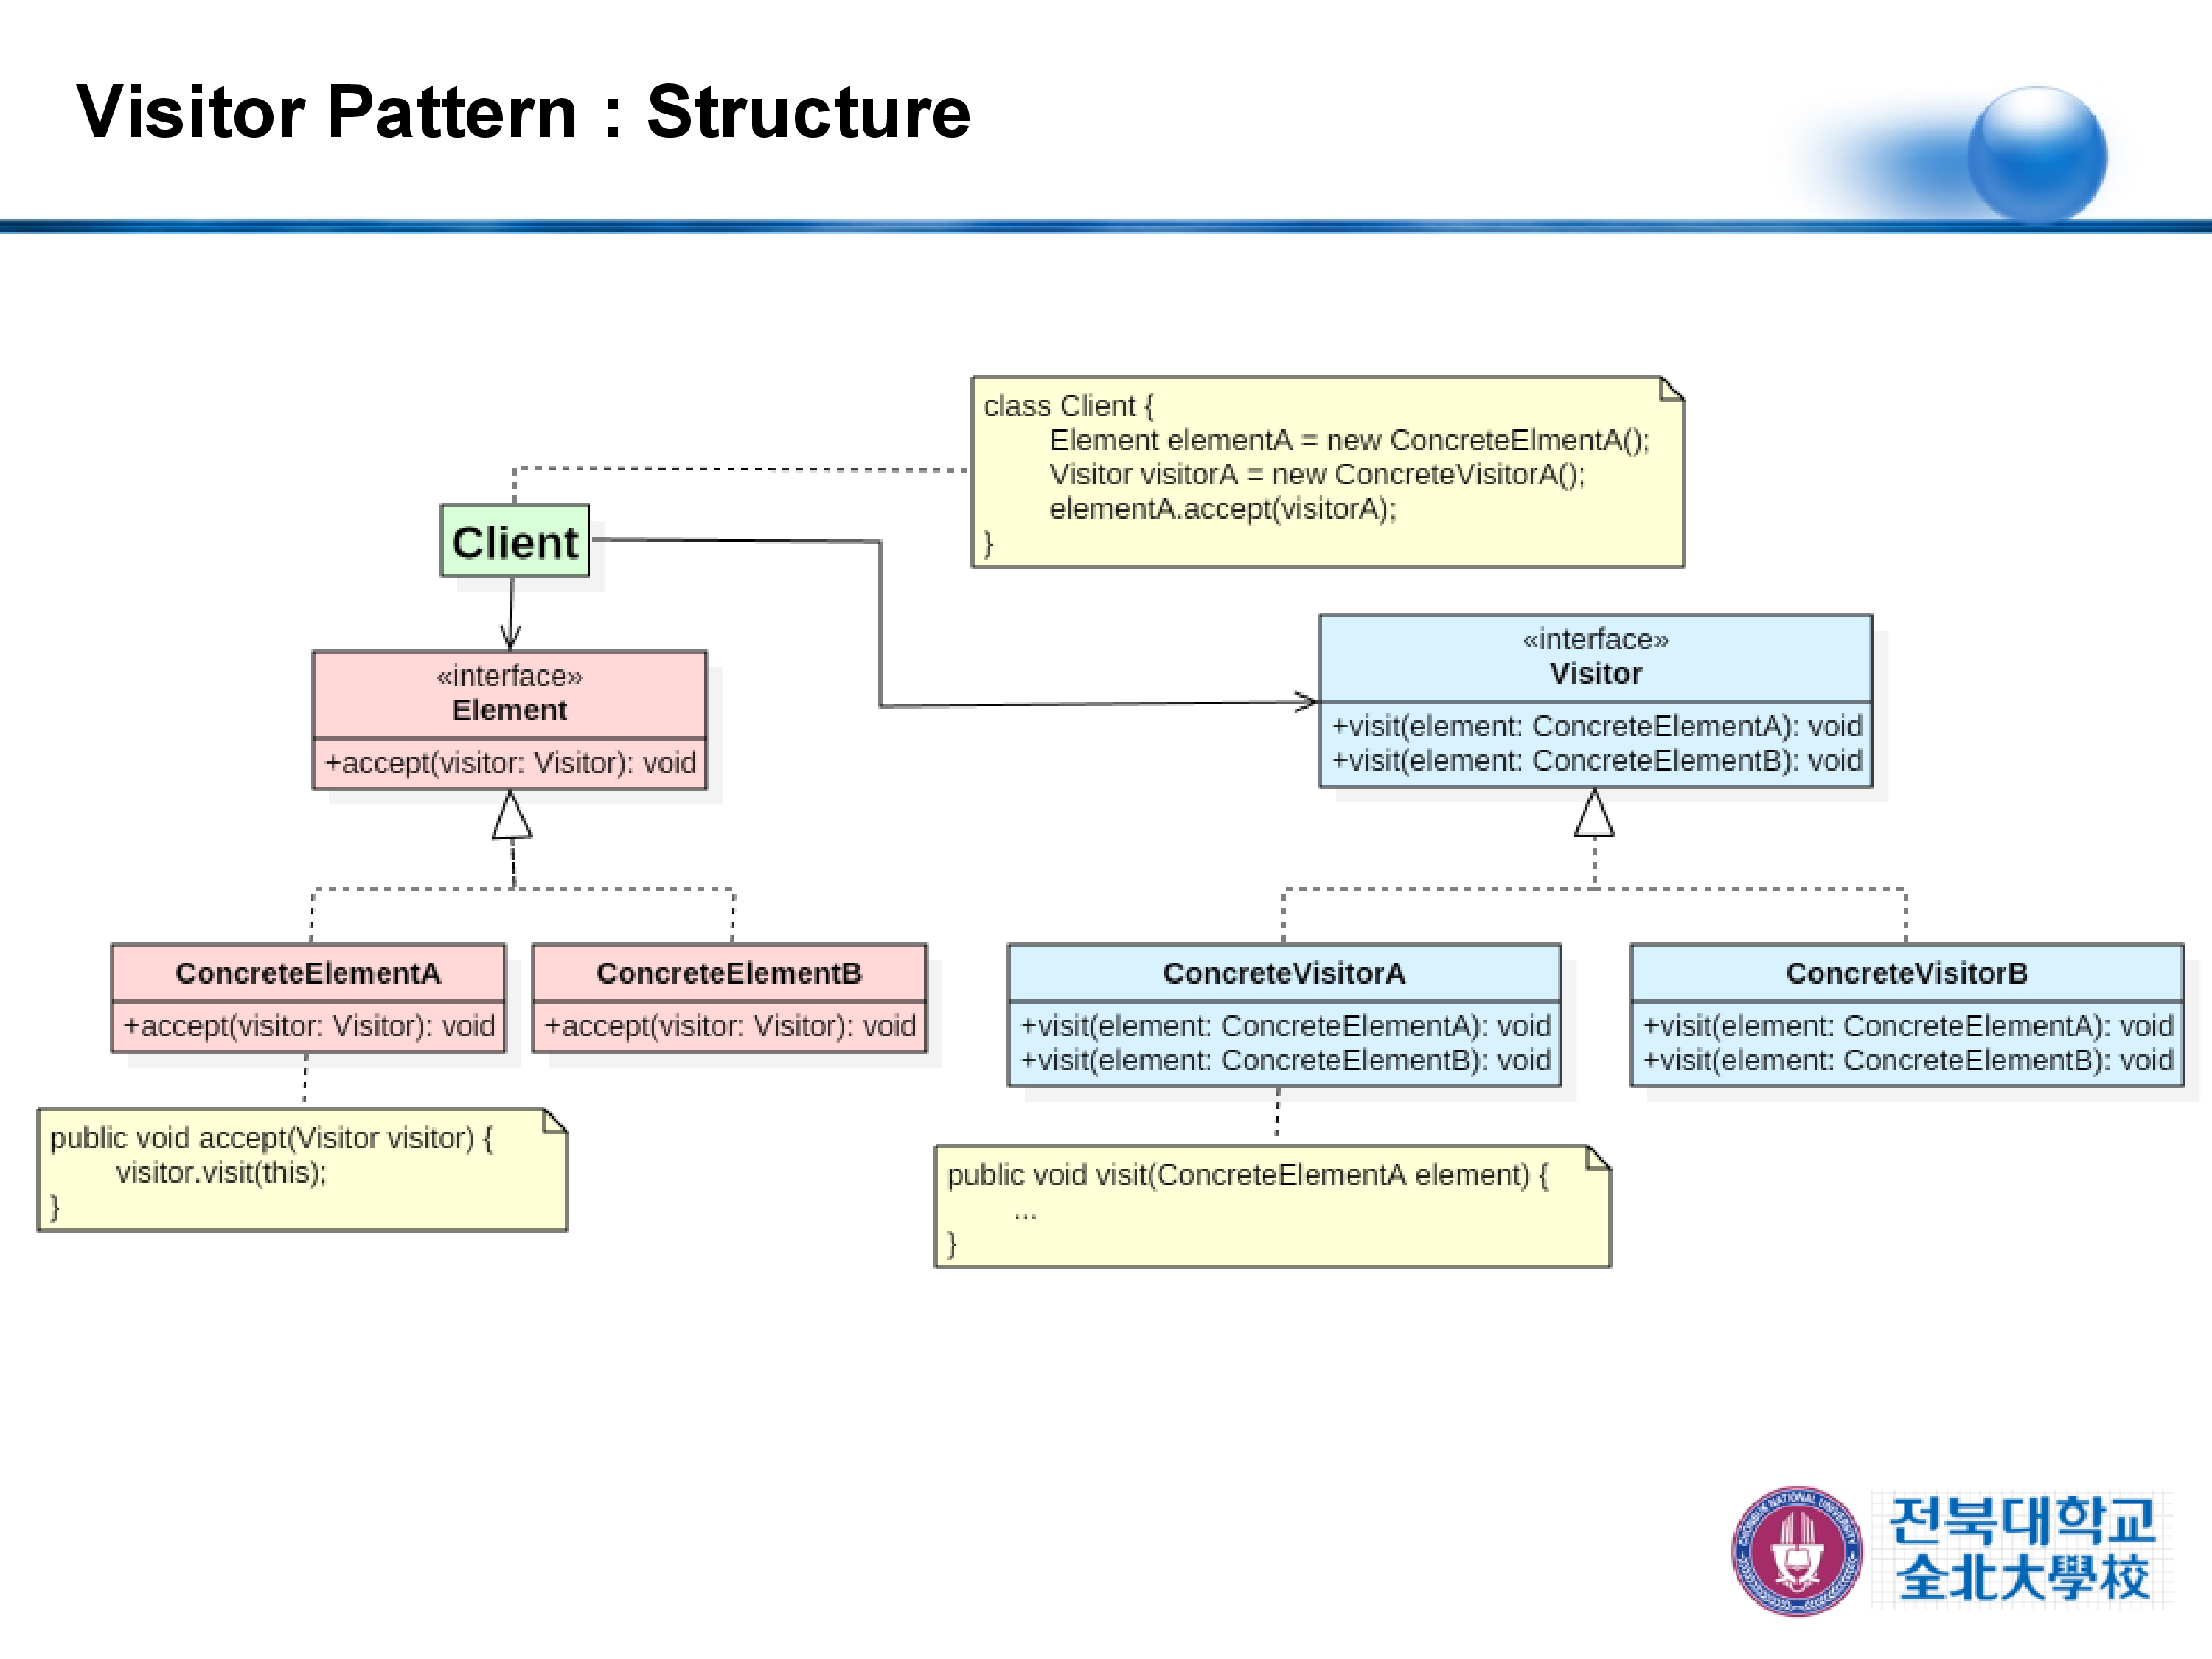 Visitor Pattern : Structure
class Client {
Element elementA = new ConcreteElmentA();
Visitor visitorA = new ConcreteVisitorA();
elementA.accept(visitorA);
}
Client
«interface»
Element
+accept(visitor: Visitor): void
«interface»
Visitor
+visit(element: ConcreteElementA): void
+visit(element: ConcreteElementB): void
ConcreteElementA
+accept(visitor: Visitor): void
ConcreteElementB
+accept(visitor: Visitor): void
ConcreteVisitorA
+visit(element: ConcreteElementA): void
+visit(element: ConcreteElementB): void
ConcreteVisitorB
+visit(element: ConcreteElementA): void
+visit(element: ConcreteElementB): void
public void accept(Visitor visitor) {
visitor.visit(this);
}
public void visit(ConcreteElementA element) {
...
}
CHONBUK NATIONAL UNIVERSITY
전북대학교
全北大學校